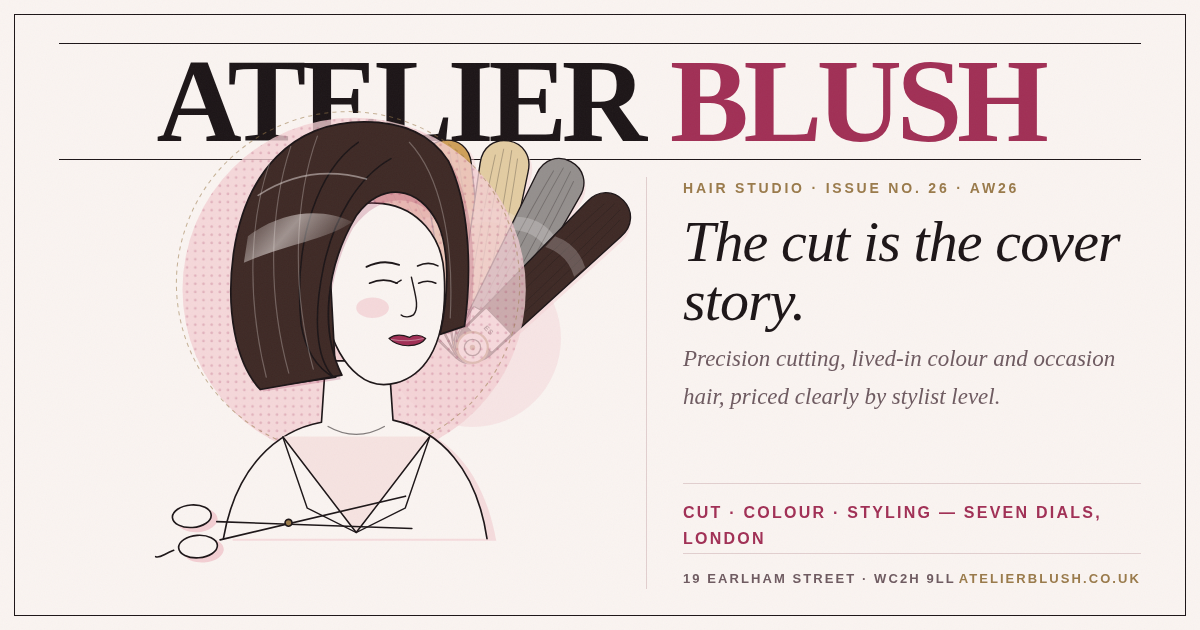 ATELIER BLUSH
HAIR STUDIO · ISSUE NO. 26 · AW26
The cut is the cover
story.
Precision cutting, lived-in colour and occasion
hair, priced clearly by stylist level.
CUT · COLOUR · STYLING — SEVEN DIALS,
LONDON
19 EARLHAM STREET · WC2H 9LL ATELIERBLUSH.CO.UK